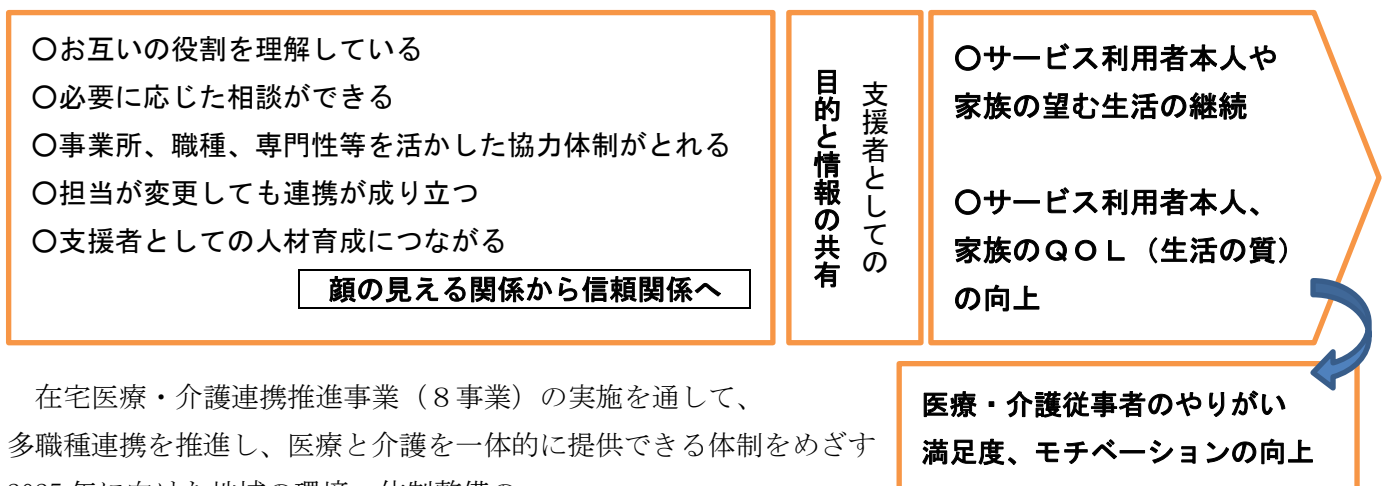 〇お互いの役割を理解している
〇必要に応じた相談ができる
〇事業所、職種、専門性等を活かした協力体制がとれる
〇担当が変更しても連携が成り立つ
〇支援者としての人材育成につながる
顔の見える関係から信頼関係へ
支援者としての
目的と情報の共有
〇サービス利用者本人や
家族の望む生活の継続
〇サービス利用者本人、
家族のＱＯＬ（生活の質）
の向上
医療・介護従事者のやりがい
満足度、モチベーションの向上
在宅医療・介護連携推進事業（８事業）の実施を通して、
多職種連携を推進し、医療と介護を一体的に提供できる体制をめざす